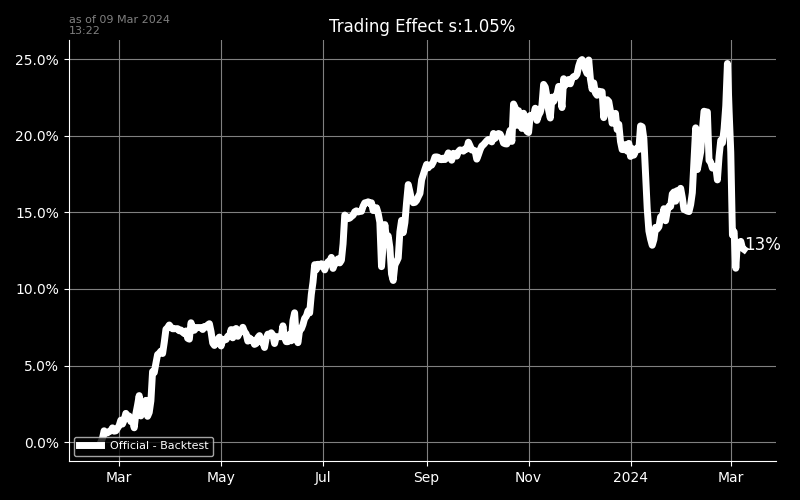 as of 09 Mar 2024
13:22
Trading Effect s:1.05%
25.0%
20.0%
15.0%
10.0%
5.0%
0.0%
13%
Official - Backtest
Mar
May
Jul
Sep
Nov
2024
Mar